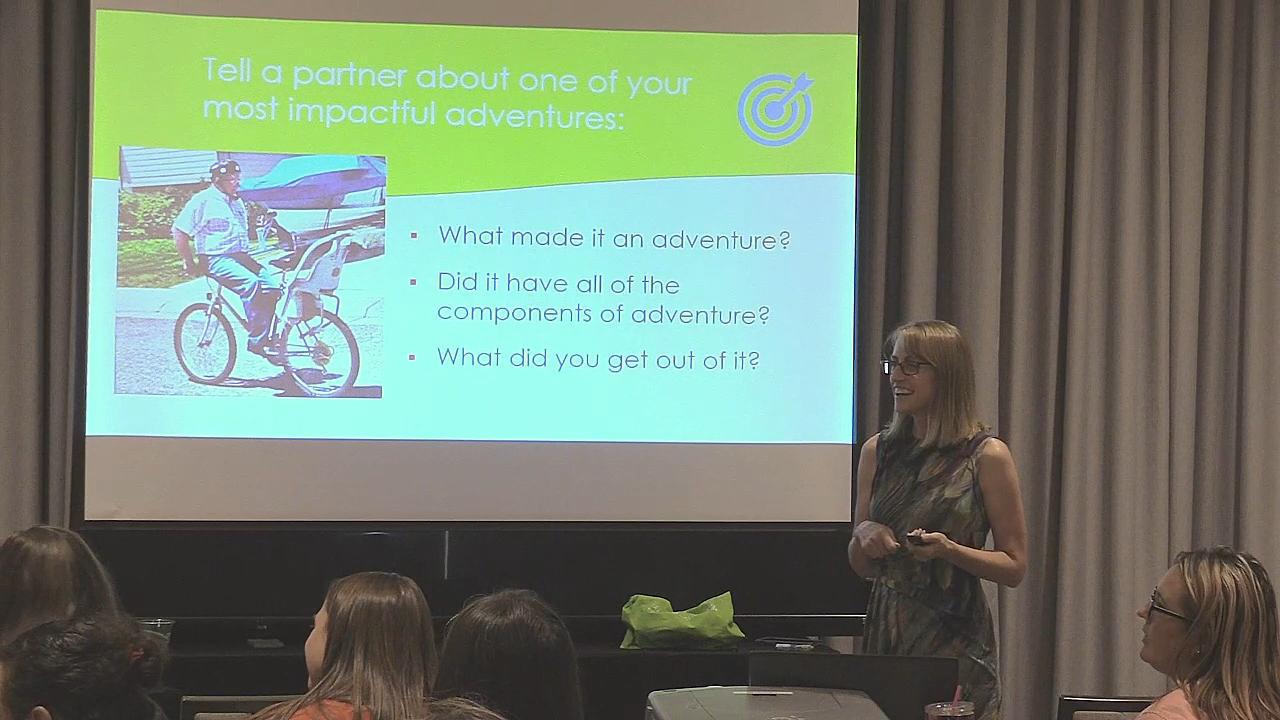 Tell a partner about one of your
most impactful adventures:
▪ What made it an adventure?
▪ Did it have all of the
components of adventure?
▪ What did you get out of it?